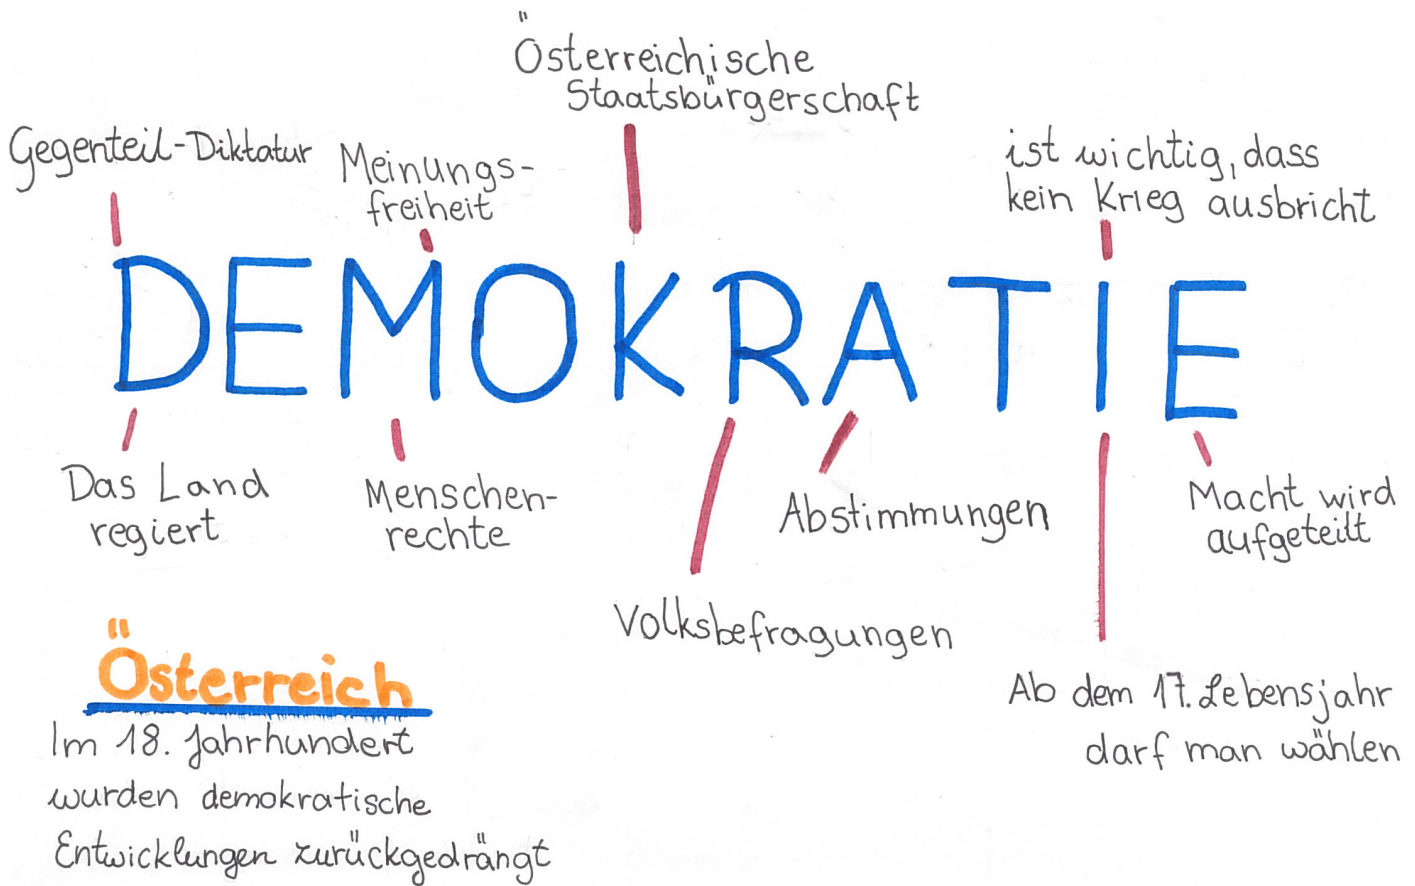 Österreichische
Staatsbürgerschaft
Gegenteil-Diktatur
Meinungs-
freiheit
ist wichtig, dass
kein Krieg ausbricht
DEMOKRATIE
Das Land
regiert
Menschen-
rechte
Abstimmungen
Macht wird
aufgeteilt
Volksbefragungen
Ab dem 17. Lebensjahr
darf man wählen
Österreich
Im 18. Jahrhundert
wurden demokratische
Entwicklungen zurückgedrängt